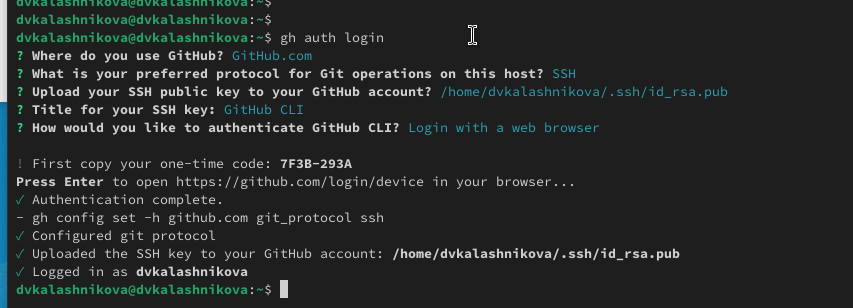 dvkalashnikova@dvkalashnikova:~$
dvkalashnikova@dvkalashnikova:~$
dvkalashnikova@dvkalashnikova:~$ gh auth login
? Where do you use GitHub? GitHub.com
? What is your preferred protocol for Git operations on this host? SSH
? Upload your SSH public key to your GitHub account? /home/dvkalashnikova/.ssh/id_rsa.pub
? Title for your SSH key: GitHub CLI
? How would you like to authenticate GitHub CLI? Login with a web browser
! First copy your one-time code: 7F3B-293A
Press Enter to open https://github.com/login/device in your browser...
✓ Authentication complete.
- gh config set -h github.com git_protocol ssh
✓ Configured git protocol
✓ Uploaded the SSH key to your GitHub account: /home/dvkalashnikova/.ssh/id_rsa.pub
✓ Logged in as dvkalashnikova
dvkalashnikova@dvkalashnikova:~$